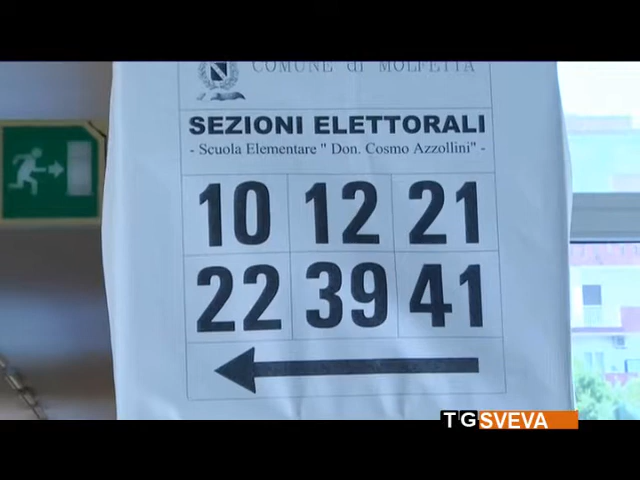 COMUNE di MOLFETTA
SEZIONI ELETTORALI
- Scuola Elementare " Don. Cosmo Azzollini" -
10 12 21
22 39 41
TGSVEVA